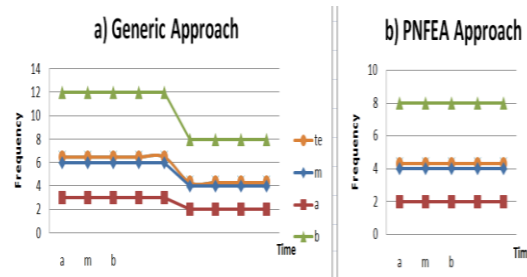 a) Generic Approach
Frequency
14
12
10
8
6
4
2
0
a m b
Time
te
m
a
b
b) PNFEA Approach
Frequency
10
8
6
4
2
0
a m b